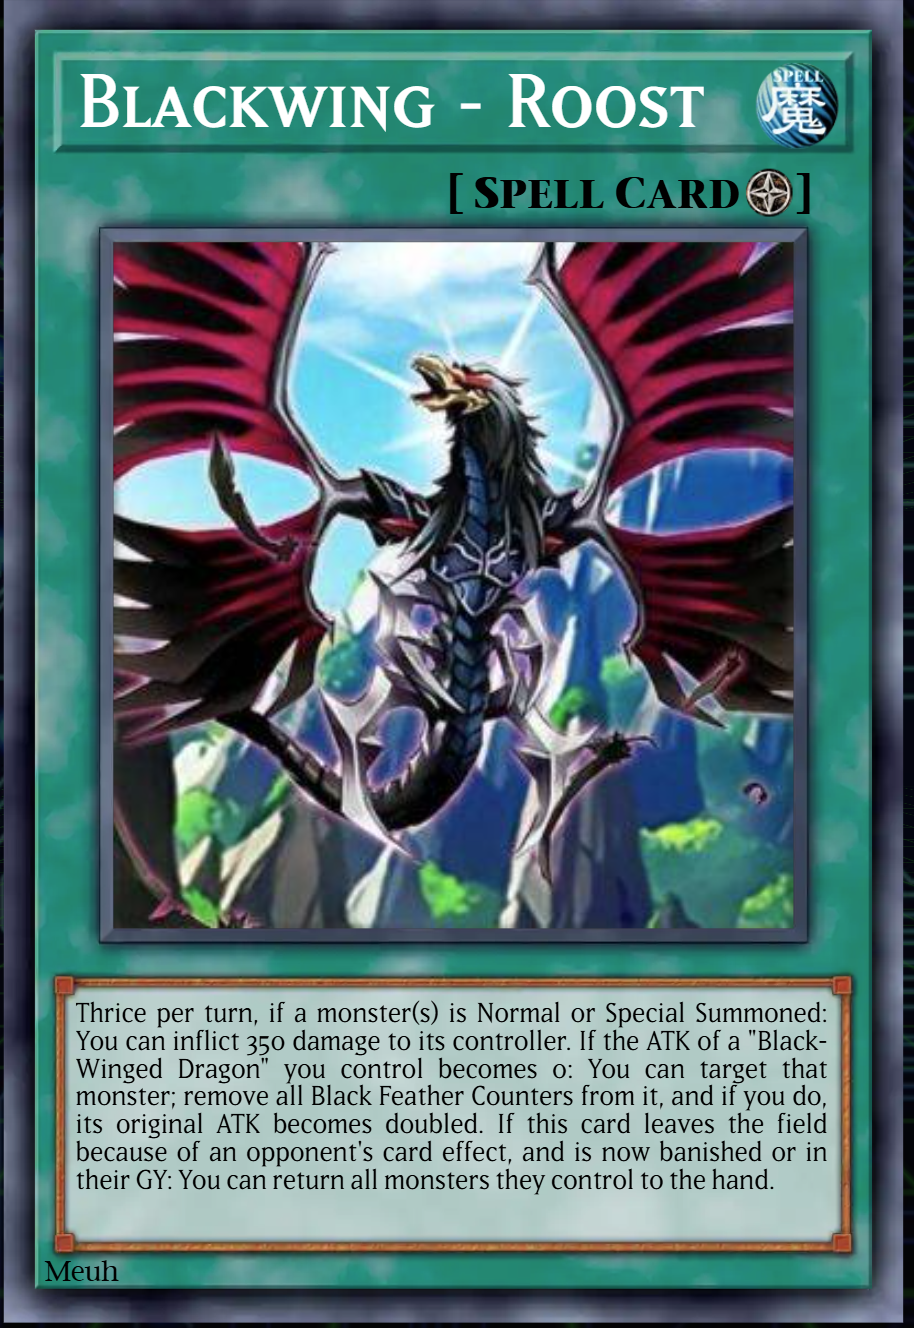 Blackwing - Roost
SPELL
魔
[ Spell Card ]
Thrice per turn, if a monster(s) is Normal or Special Summoned:
You can inflict 350 damage to its controller. If the ATK of a "Black-
Winged Dragon" you control becomes 0: You can target that
monster; remove all Black Feather Counters from it, and if you do,
its original ATK becomes doubled. If this card leaves the field
because of an opponent's card effect, and is now banished or in
their GY: You can return all monsters they control to the hand.
Meuh